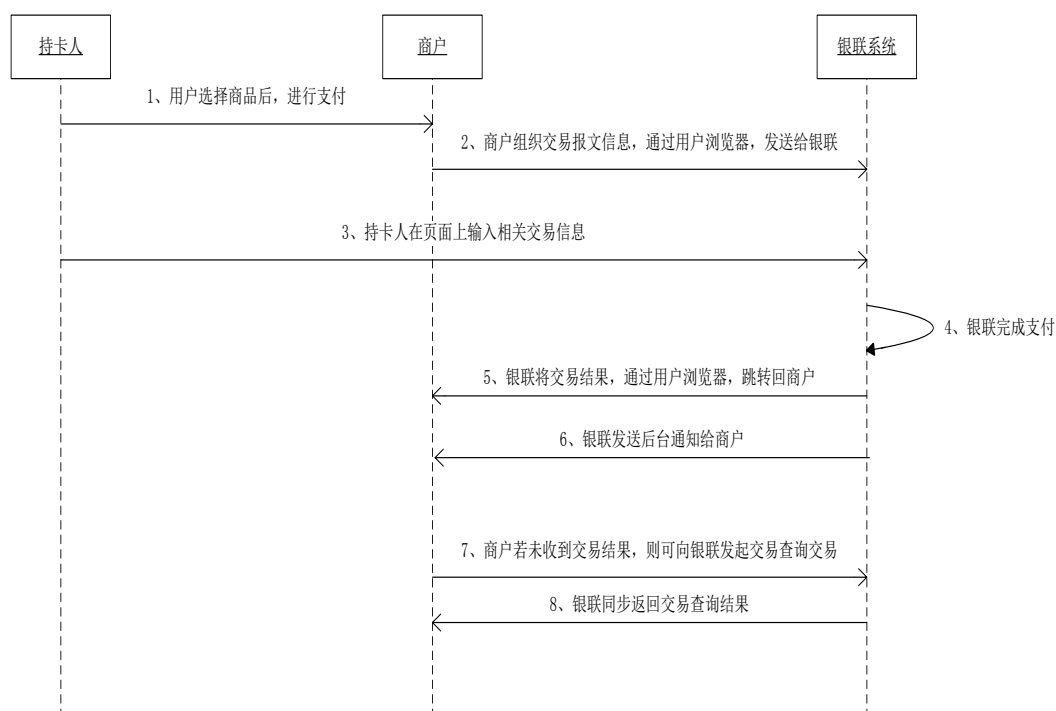 持卡人
商户
银联系统
1、用户选择商品后，进行支付
2、商户组织交易报文信息，通过用户浏览器，发送给银联
3、持卡人在页面上输入相关交易信息
4、银联完成支付
5、银联将交易结果，通过用户浏览器，跳转回商户
6、银联发送后台通知给商户
7、商户若未收到交易结果，则可向银联发起交易查询交易
8、银联同步返回交易查询结果